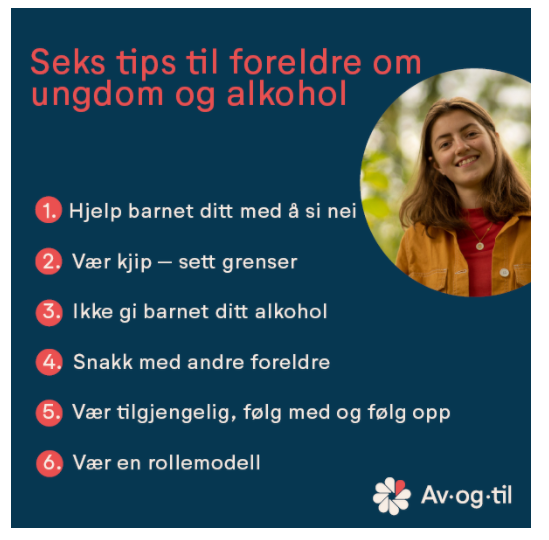 Seks tips til foreldre om
ungdom og alkohol
1. Hjelp barnet ditt med å si nei
2. Vær kjip – sett grenser
3. Ikke gi barnet ditt alkohol
4. Snakk med andre foreldre
5. Vær tilgjengelig, følg med og følg opp
6. Vær en rollemodell
Av·og·til